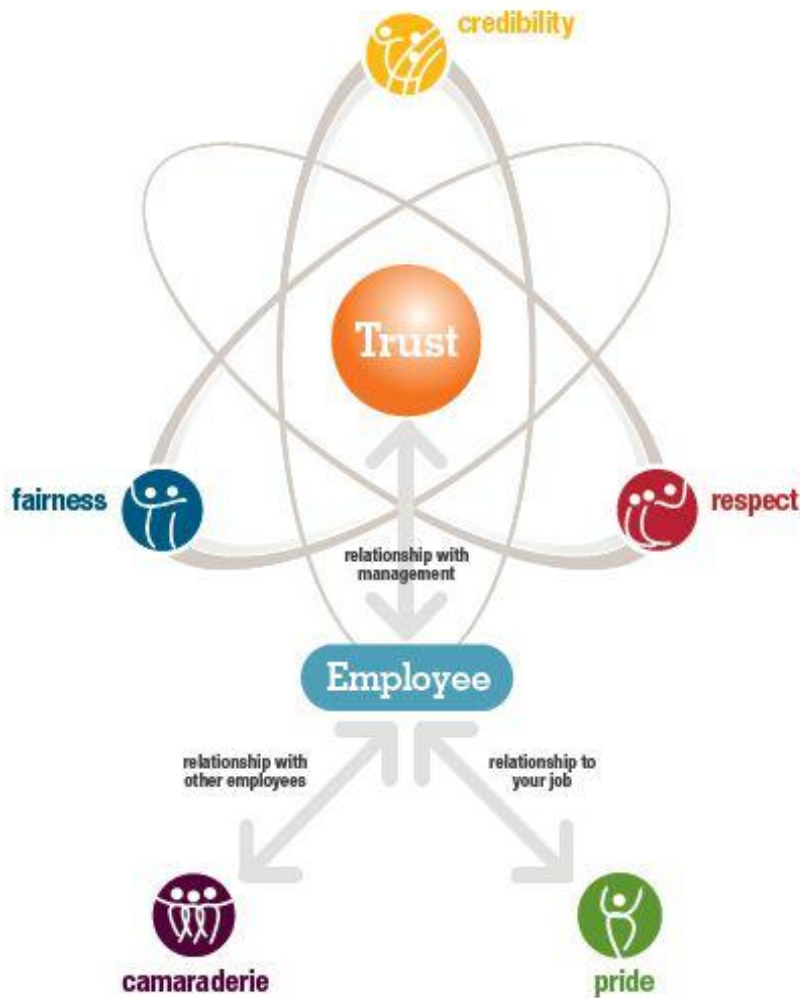 credibility
Trust
fairness
respect
relationship with
management
Employee
relationship with
other employees
relationship to
your job
camaraderie
pride